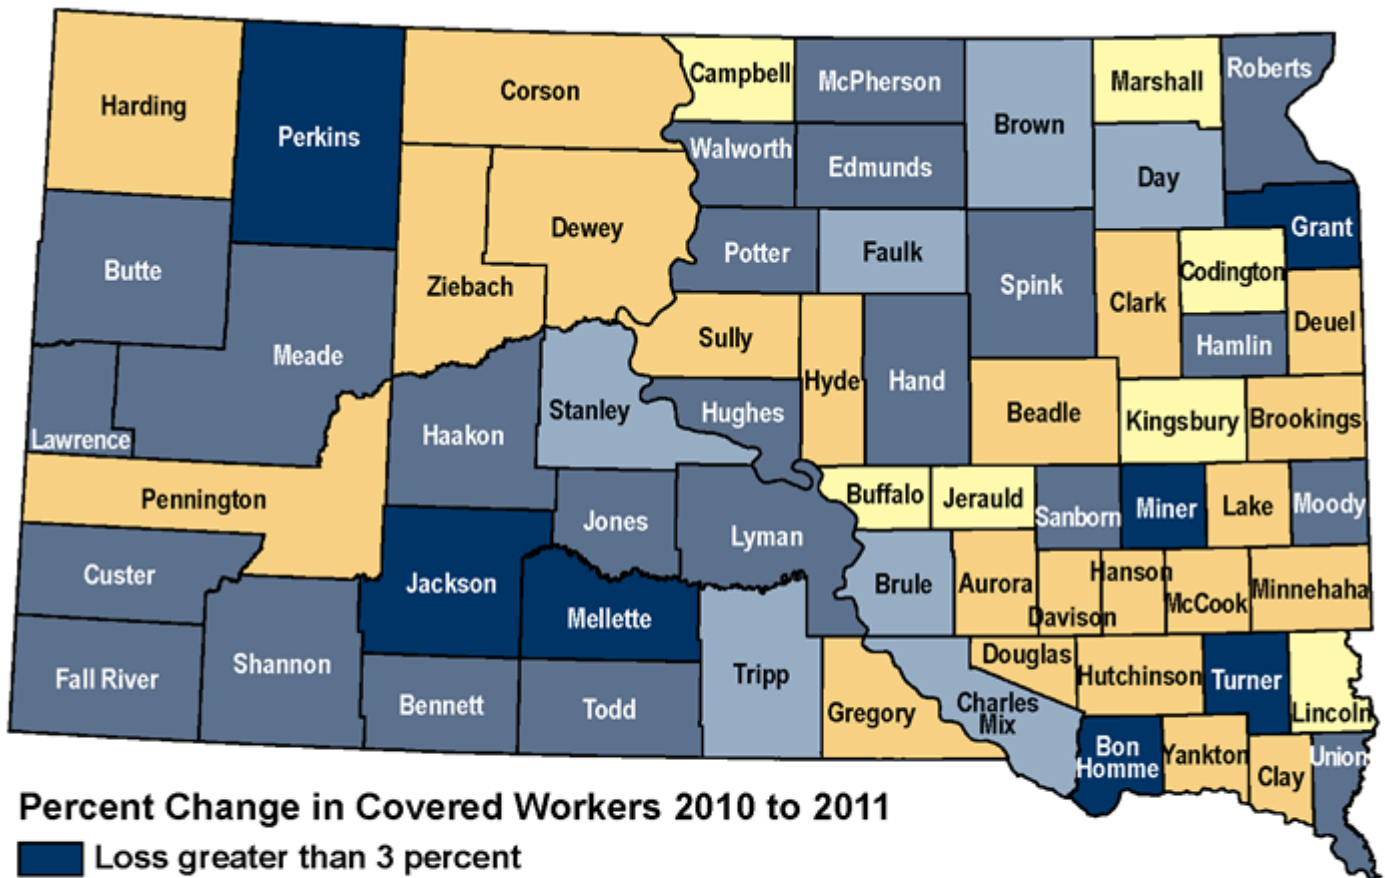 Harding
Perkins
Corson
Campbell
McPherson
Brown
Marshall
Roberts
Walworth
Edmunds
Day
Butte
Dewey
Ziebach
Potter
Faulk
Spink
Clark
Codington
Grant
Meade
Sully
Hyde
Hand
Hamlin
Deuel
Lawrence
Haakon
Stanley
Hughes
Beadle
Kingsbury
Brookings
Pennington
Jones
Lyman
Buffalo
Jerauld
Sanborn
Miner
Lake
Moody
Custer
Jackson
Mellette
Brule
Aurora
Davison
Hanson
McCook
Minnehaha
Fall River
Shannon
Bennett
Todd
Tripp
Gregory
Douglas
Charles
Mix
Hutchinson
Turner
Lincoln
Bon
Homme
Yankton
Clay
Union
Percent Change in Covered Workers 2010 to 2011
Loss greater than 3 percent